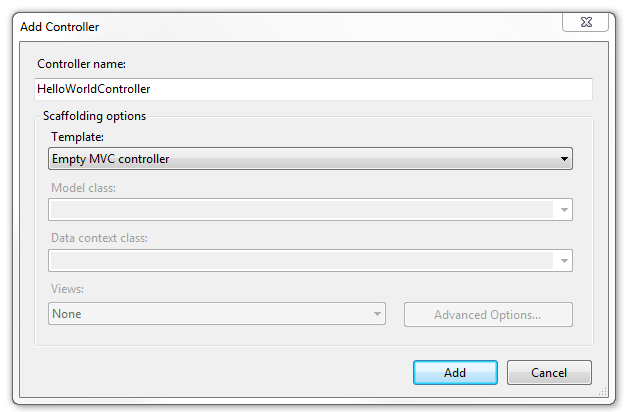 Add Controller
Controller name:
HelloWorldController
Scaffolding options
Template:
Empty MVC controller
Model class:
Data context class:
Views:
None
Advanced Options...
Add
Cancel